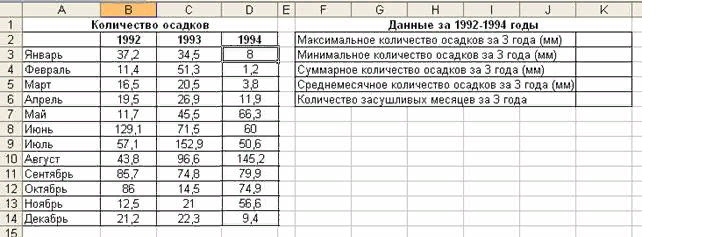 A B C D E F G H I J K
1 Количество осадков Данные за 1992-1994 годы
2 1992 1993 1994 Максимальное количество осадков за 3 года (мм)
3 Январь 37,2 34,5 8 Минимальное количество осадков за 3 года (мм)
4 Февраль 11,4 51,3 1,2 Суммарное количество осадков за 3 года (мм)
5 Март 16,5 20,5 3,8 Среднемесячное количество осадков за 3 года (мм)
6 Апрель 19,5 26,9 11,9 Количество засушливых месяцев за 3 года
7 Май 11,7 45,5 66,3
8 Июнь 129,1 71,5 60
9 Июль 57,1 152,9 50,6
10 Август 43,8 96,6 145,2
11 Сентябрь 85,7 74,8 79,9
12 Октябрь 86 14,5 74,9
13 Ноябрь 12,5 21 56,6
14 Декабрь 21,2 22,3 9,4
15